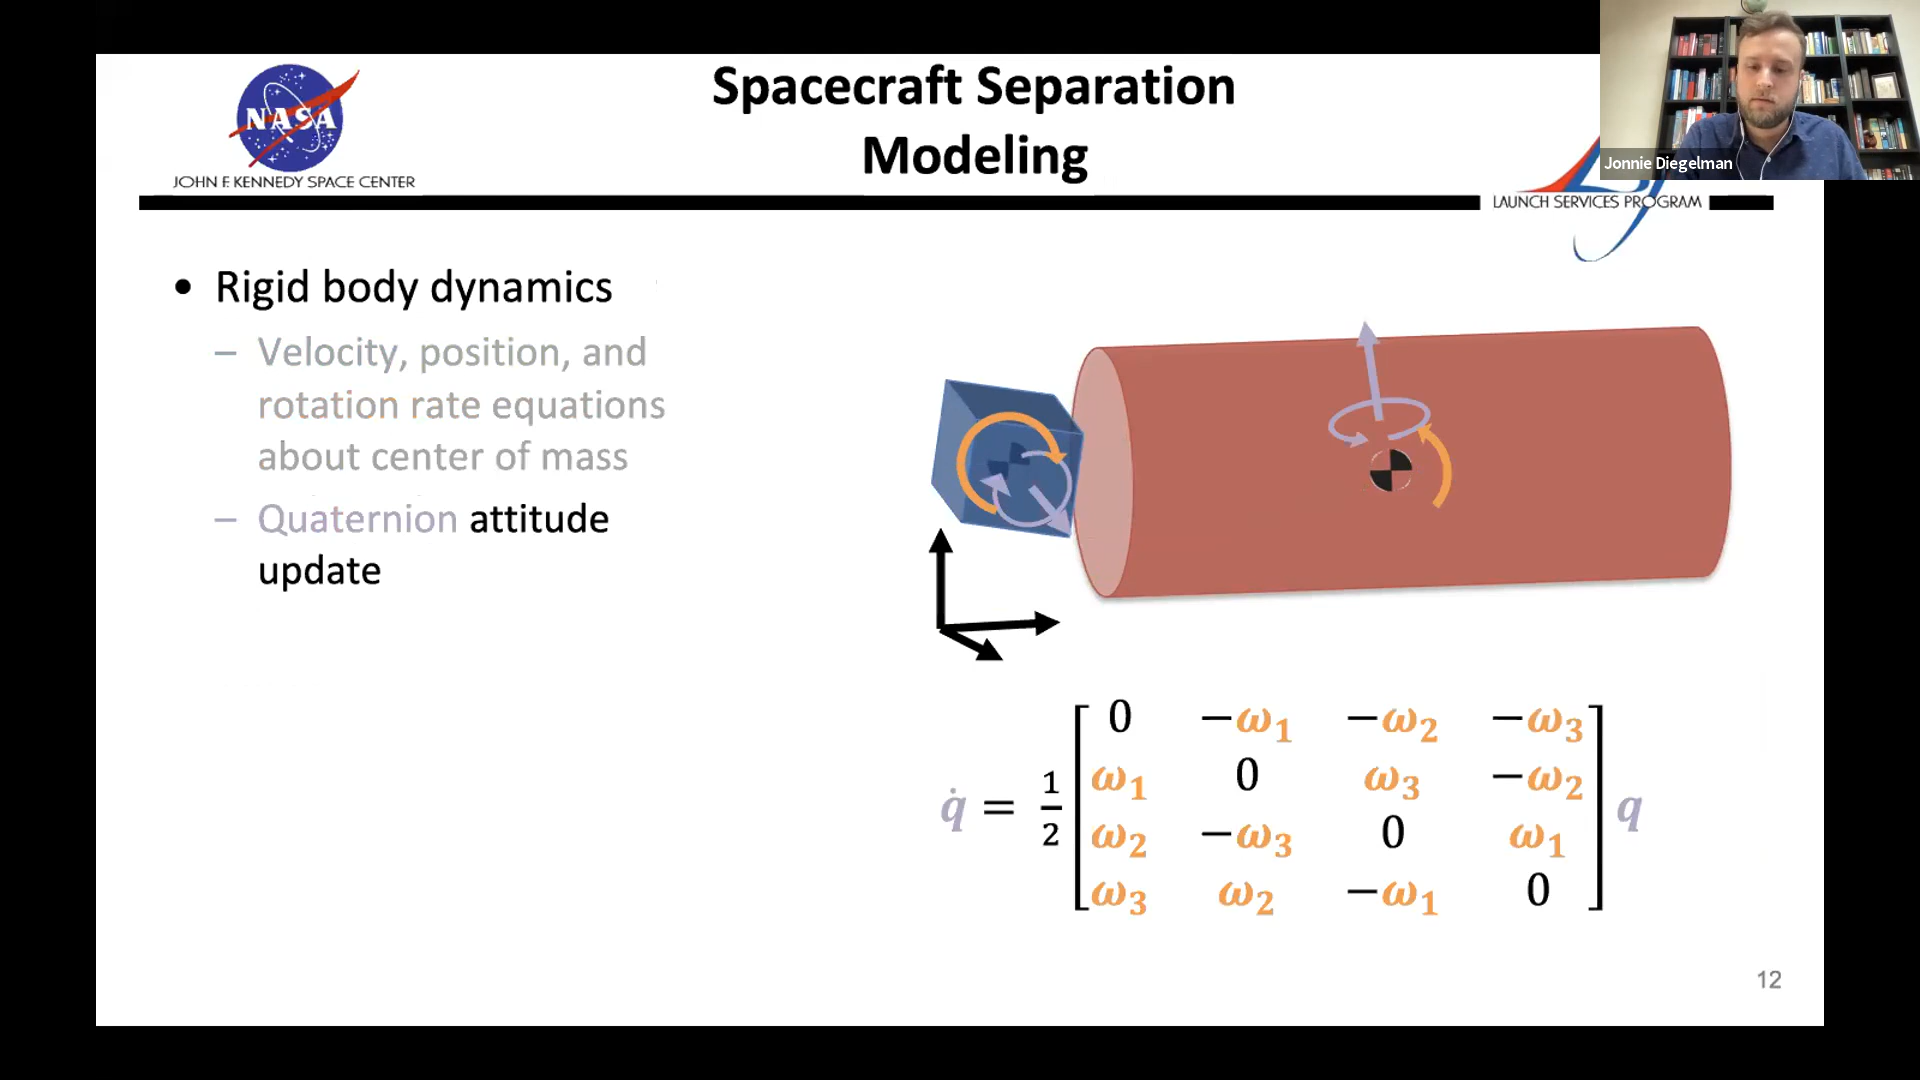 Spacecraft Separation
Modeling
NASA
JOHN F. KENNEDY SPACE CENTER
Jonnie Diegelman
LAUNCH SERVICES PROGRAM
• Rigid body dynamics
– Velocity, position, and
rotation rate equations
about center of mass
– Quaternion attitude
update
q̇ = 1/2 [ 0 −ω₁ −ω₂ −ω₃
ω₁ 0 ω₃ −ω₂
ω₂ −ω₃ 0 ω₁
ω₃ ω₂ −ω₁ 0 ] q
12